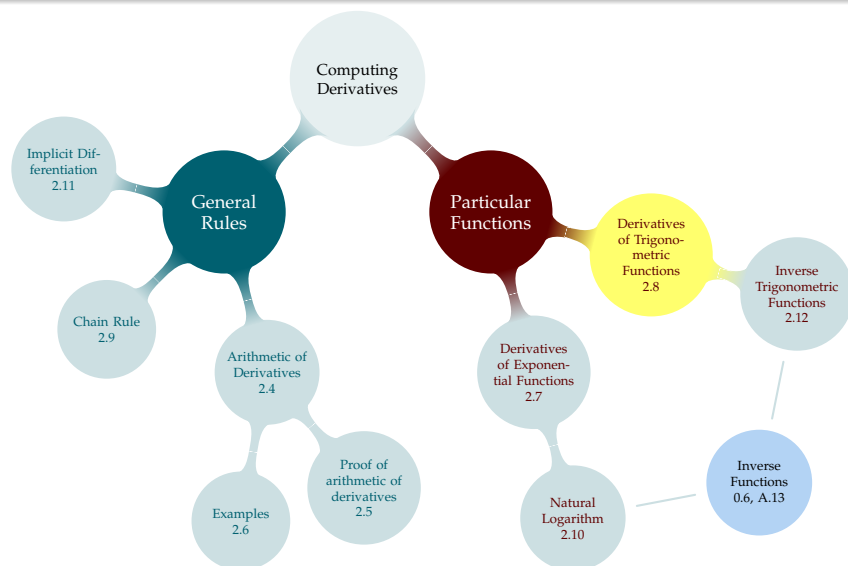 Computing
Derivatives
Implicit Dif-
ferentiation
2.11
General
Rules
Particular
Functions
Derivatives
of Trigono-
metric
Functions
2.8
Inverse
Trigonometric
Functions
2.12
Chain Rule
2.9
Arithmetic of
Derivatives
2.4
Derivatives
of Exponen-
tial Functions
2.7
Proof of
arithmetic of
derivatives
2.5
Inverse
Functions
0.6, A.13
Examples
2.6
Natural
Logarithm
2.10